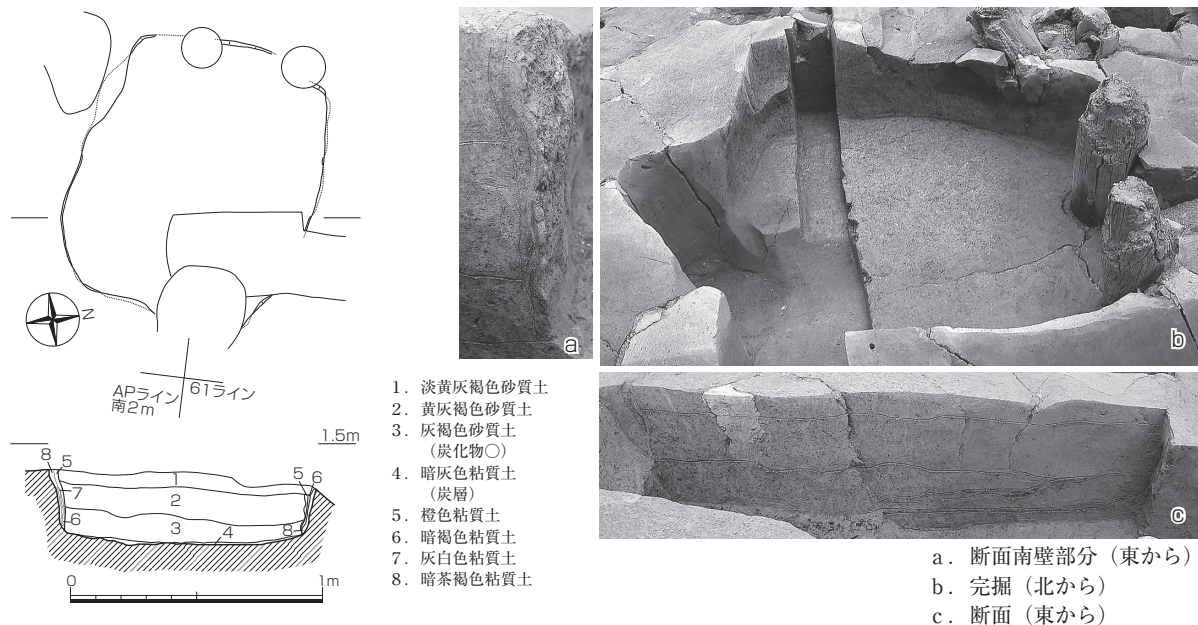 N
APライン
南2m
61ライン
1.5m
8
5
1
5
6
7
2
6
3
4
8
0
1m
1．淡黄灰褐色砂質土
2．黄灰褐色砂質土
3．灰褐色砂質土
（炭化物○）
4．暗灰色粘質土
（炭層）
5．橙色粘質土
6．暗褐色粘質土
7．灰白色粘質土
8．暗茶褐色粘質土
a
b
c
a．断面南壁部分（東から）
b．完掘（北から）
c．断面（東から）